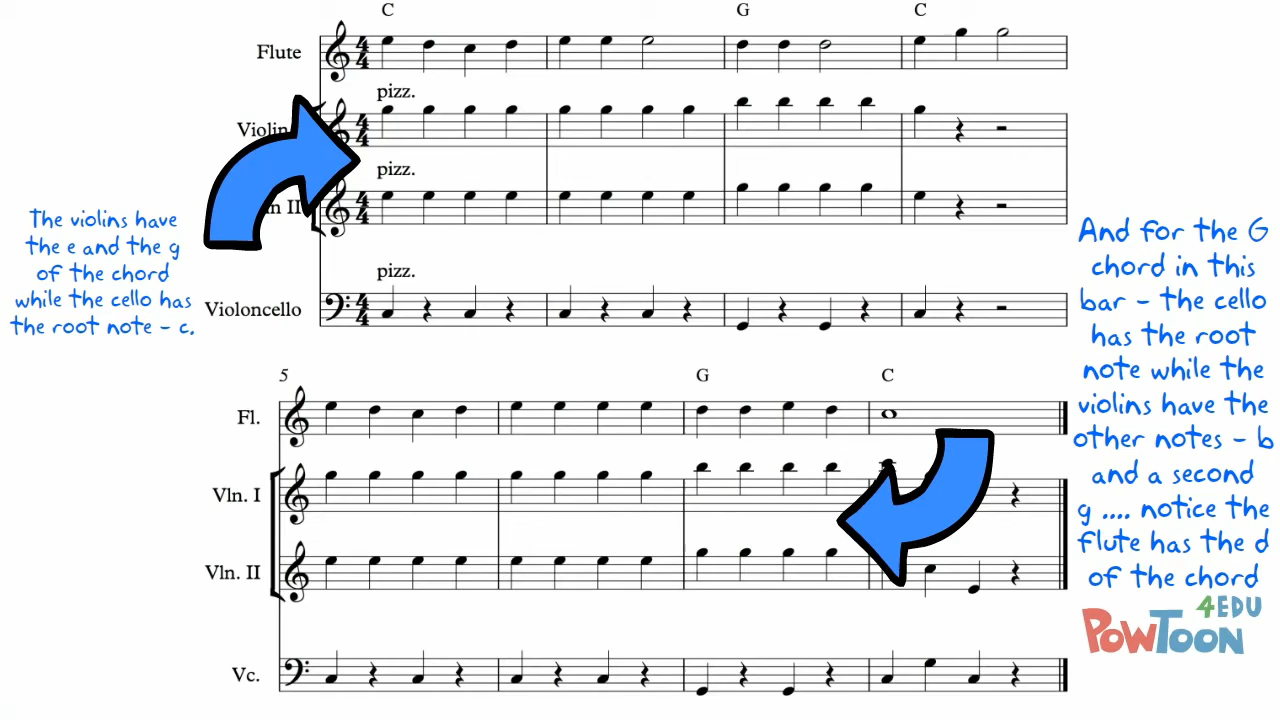 C G C
Flute
pizz.
Violin
pizz.
n II
The violins have
the e and the g
of the chord
while the cello has
the root note - c.
pizz.
Violoncello
And for the G
chord in this
bar - the cello
has the root
note while the
violins have the
other notes - b
and a second
g .... notice the
flute has the d
of the chord
5 G C
Fl.
Vln. I
Vln. II
Vc.
4EDU
POWTOON